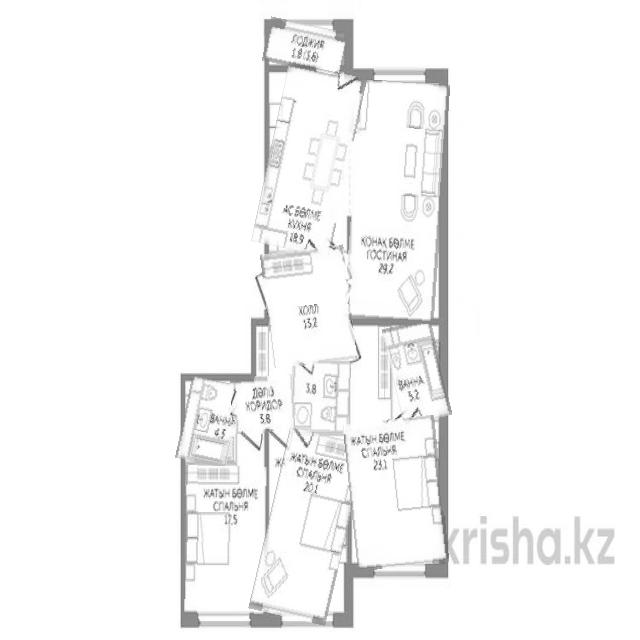 ЛОДЖИЯ
1.8 (3.6)
АС БӨЛМЕ
КУХНЯ
18.9
ҚОНАҚ БӨЛМЕ
ГОСТИНАЯ
29.2
ХОЛЛ
13.2
3.8
ВАННА
5.2
ДӘЛІЗ
КОРИДОР
3.8
ВАННА
4.3
ЖАТЫН БӨЛМЕ
СПАЛЬНЯ
23.1
ЖАТЫН БӨЛМЕ
СПАЛЬНЯ
20.1
ЖАТЫН БӨЛМЕ
СПАЛЬНЯ
17.5
krisha.kz